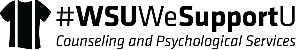 #WSUWeSupportU
Counseling and Psychological Services